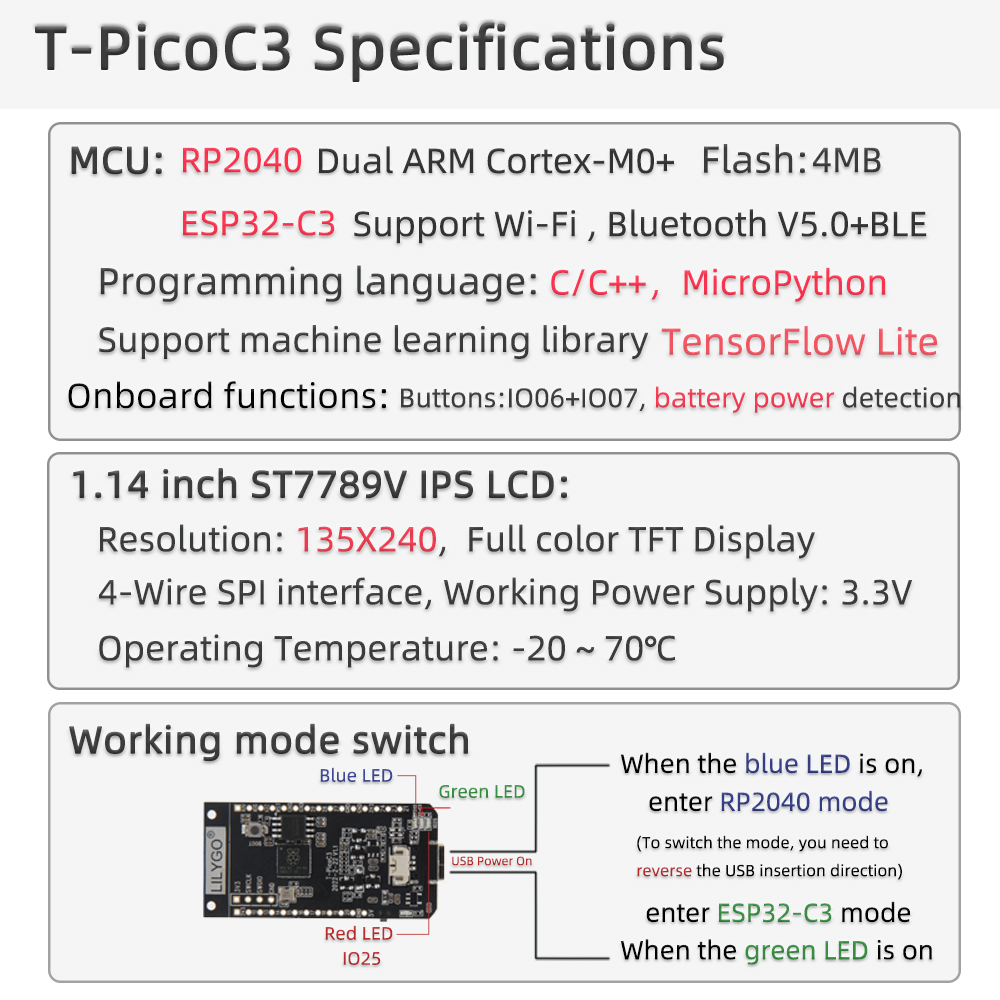 T-PicoC3 Specifications
MCU: RP2040 Dual ARM Cortex-M0+ Flash:4MB
ESP32-C3 Support Wi-Fi , Bluetooth V5.0+BLE
Programming language: C/C++, MicroPython
Support machine learning library TensorFlow Lite
Onboard functions: Buttons:IO06+IO07, battery power detection
1.14 inch ST7789V IPS LCD:
Resolution: 135X240, Full color TFT Display
4-Wire SPI interface, Working Power Supply: 3.3V
Operating Temperature: -20 ~ 70℃
Working mode switch
Blue LED
Green LED
LILYGO®
USB Power On
Red LED
IO25
When the blue LED is on,
enter RP2040 mode
(To switch the mode, you need to
reverse the USB insertion direction)
enter ESP32-C3 mode
When the green LED is on